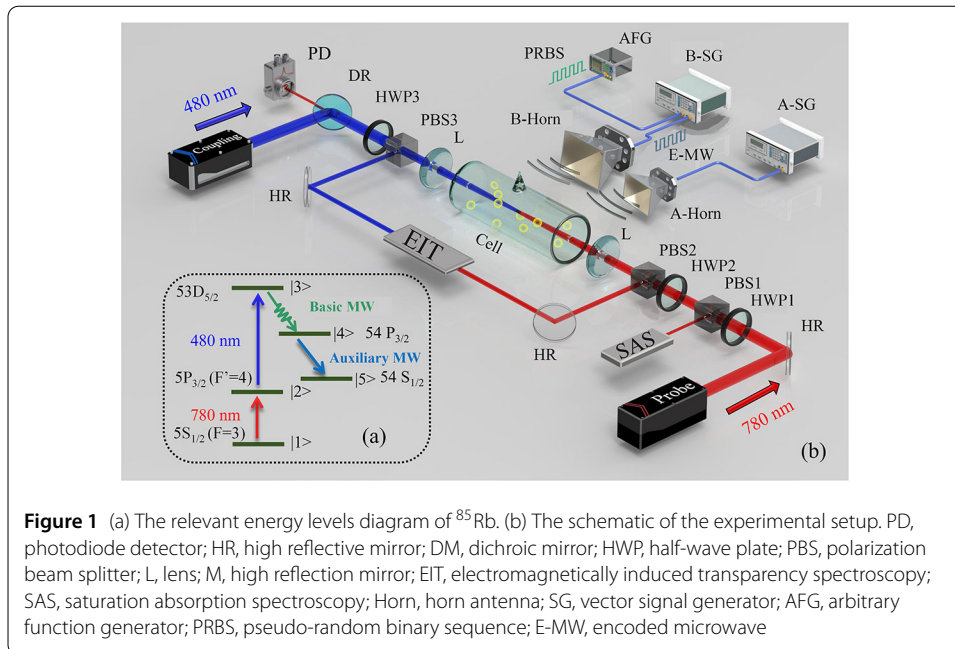 PD
DR
HWP3
PBS3
L
480 nm
Coupling
HR
EIT
Cell
PRBS
AFG
B-SG
A-SG
B-Horn
E-MW
A-Horn
L
PBS2
HWP2
PBS1
HWP1
HR
HR
SAS
Probe
780 nm
53D5/2
|3>
Basic MW
|4>
54 P3/2
480 nm
Auxiliary MW
5P3/2 (F'=4)
|2>
|5>
54 S1/2
780 nm
5S1/2 (F=3)
|1>
(a)
(b)
Figure 1 (a) The relevant energy levels diagram of 85Rb. (b) The schematic of the experimental setup. PD,
photodiode detector; HR, high reflective mirror; DM, dichroic mirror; HWP, half-wave plate; PBS, polarization
beam splitter; L, lens; M, high reflection mirror; EIT, electromagnetically induced transparency spectroscopy;
SAS, saturation absorption spectroscopy; Horn, horn antenna; SG, vector signal generator; AFG, arbitrary
function generator; PRBS, pseudo-random binary sequence; E-MW, encoded microwave